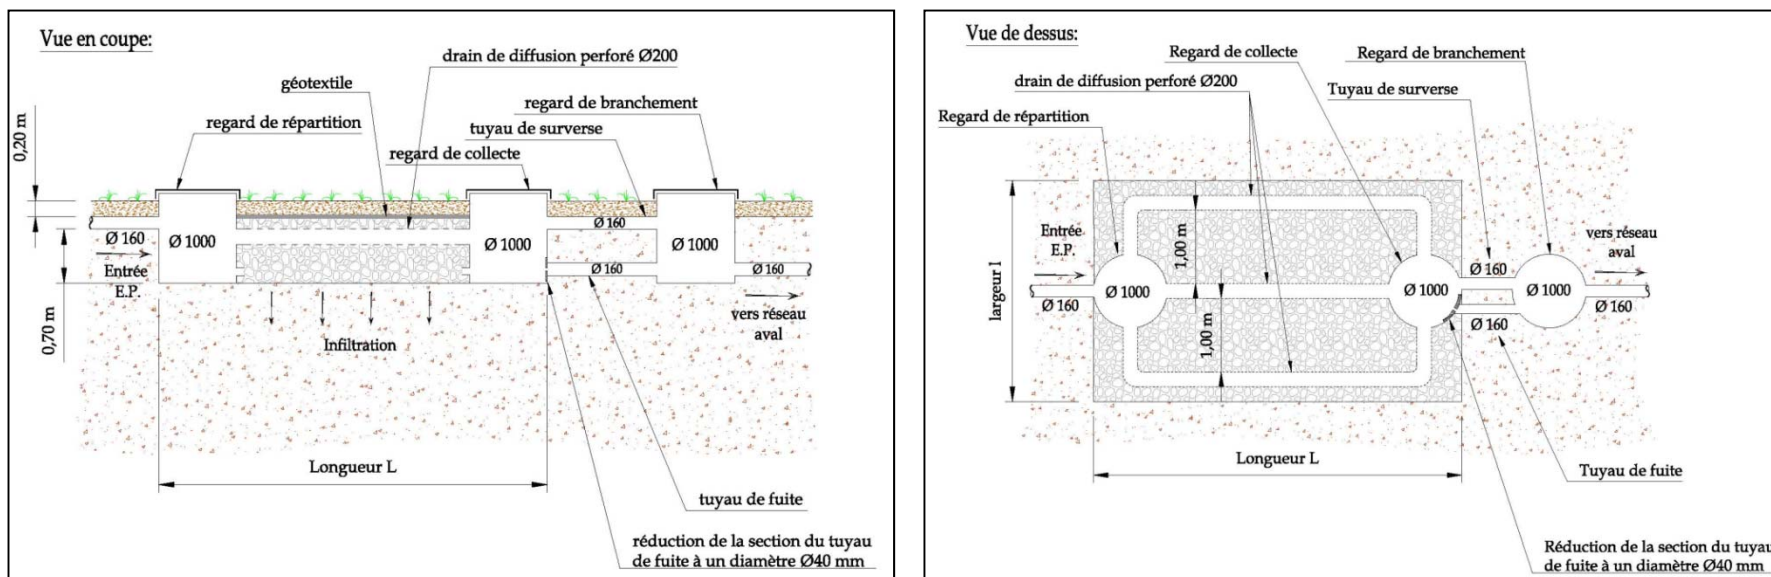 Vue en coupe:
drain de diffusion perforé Ø200
géotextile
regard de branchement
regard de répartition
tuyau de surverse
regard de collecte
0,20 m
Ø 160
Ø 160
Ø 1000
Ø 1000
Ø 1000
Ø 160
Ø 160
Entrée
E.P.
0,70 m
Infiltration
vers réseau
aval
Longueur L
tuyau de fuite
réduction de la section du tuyau
de fuite à un diamètre Ø40 mm
Vue de dessus:
Regard de collecte
Regard de branchement
drain de diffusion perforé Ø200
Tuyau de surverse
Regard de répartition
largeur l
Entrée
E.P.
1,00 m
vers réseau
aval
Ø 160
Ø 1000
Ø 1000
Ø 1000
Ø 160
Ø 160
Ø 160
1,00 m
Longueur L
Tuyau de fuite
Réduction de la section du tuyau
de fuite à un diamètre Ø40 mm